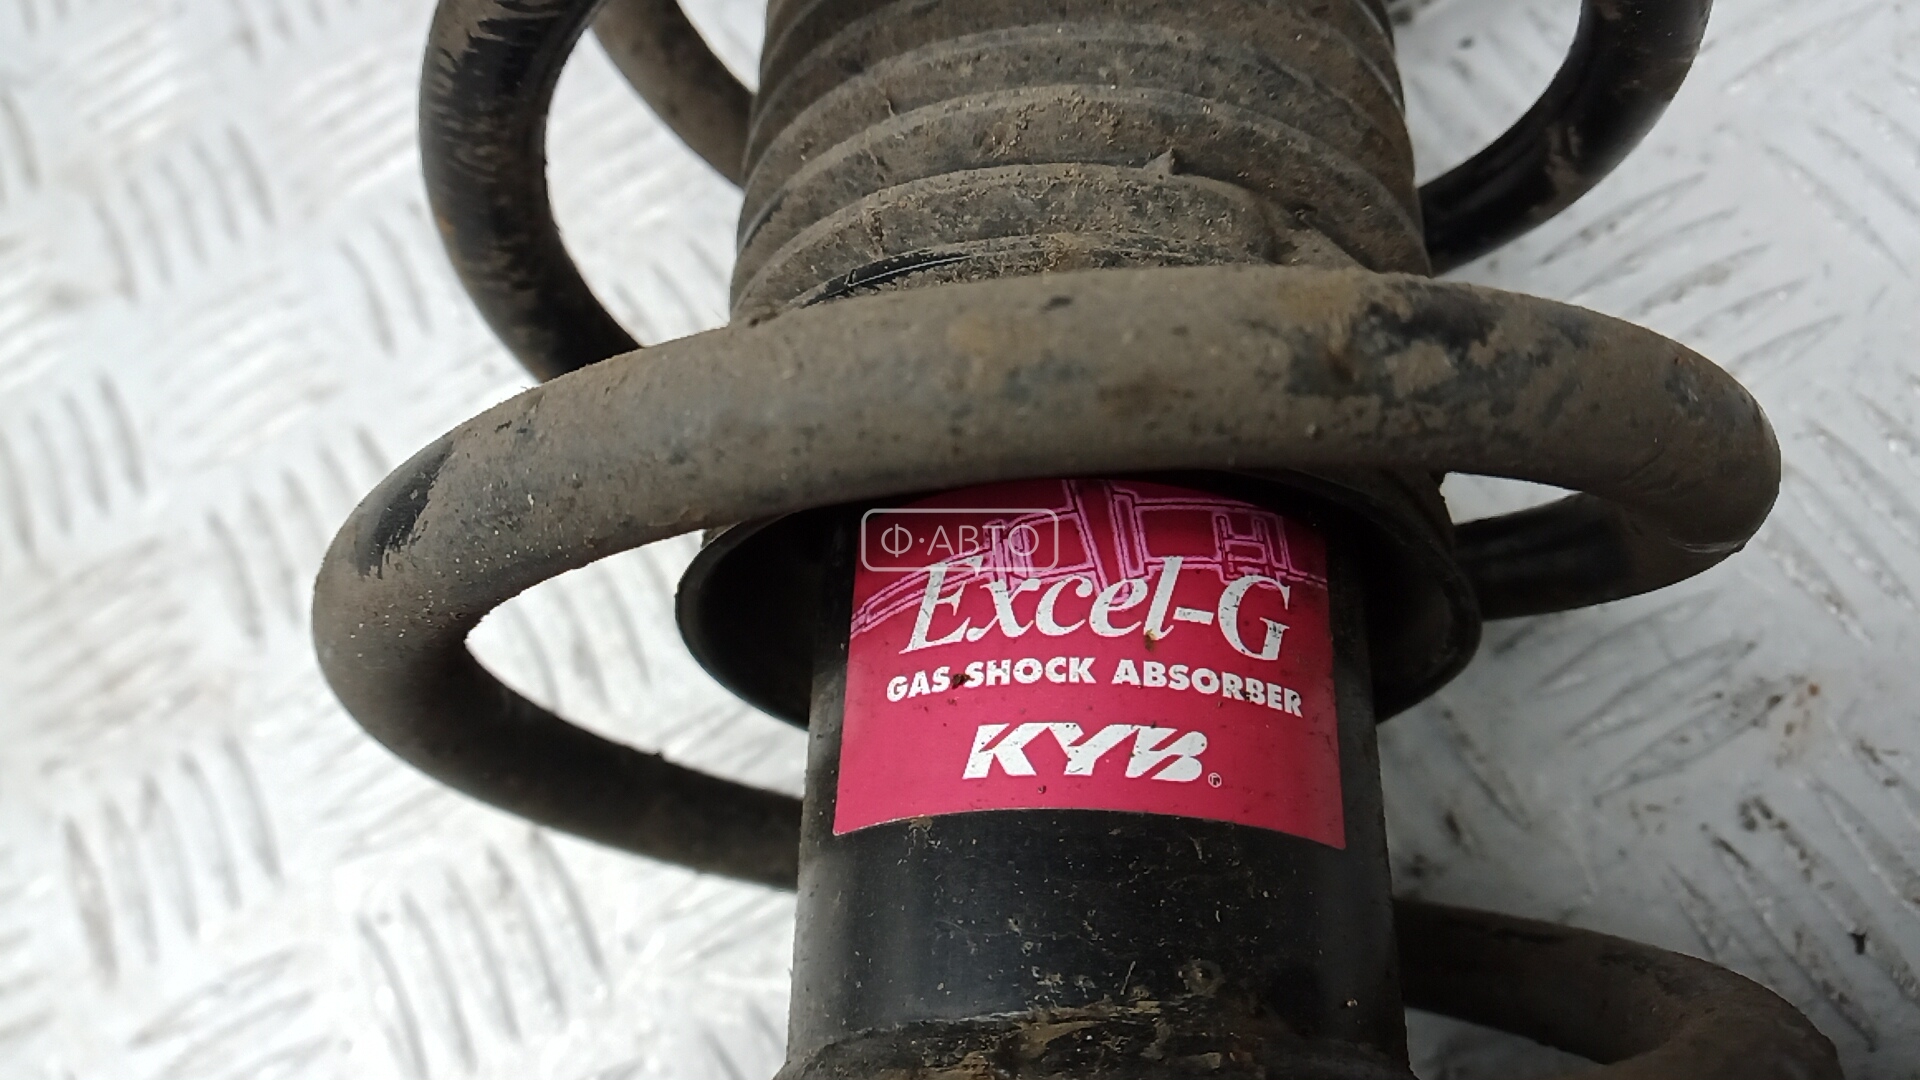 Ф·АВТО
Excel-G
GAS SHOCK ABSORBER
KYB®